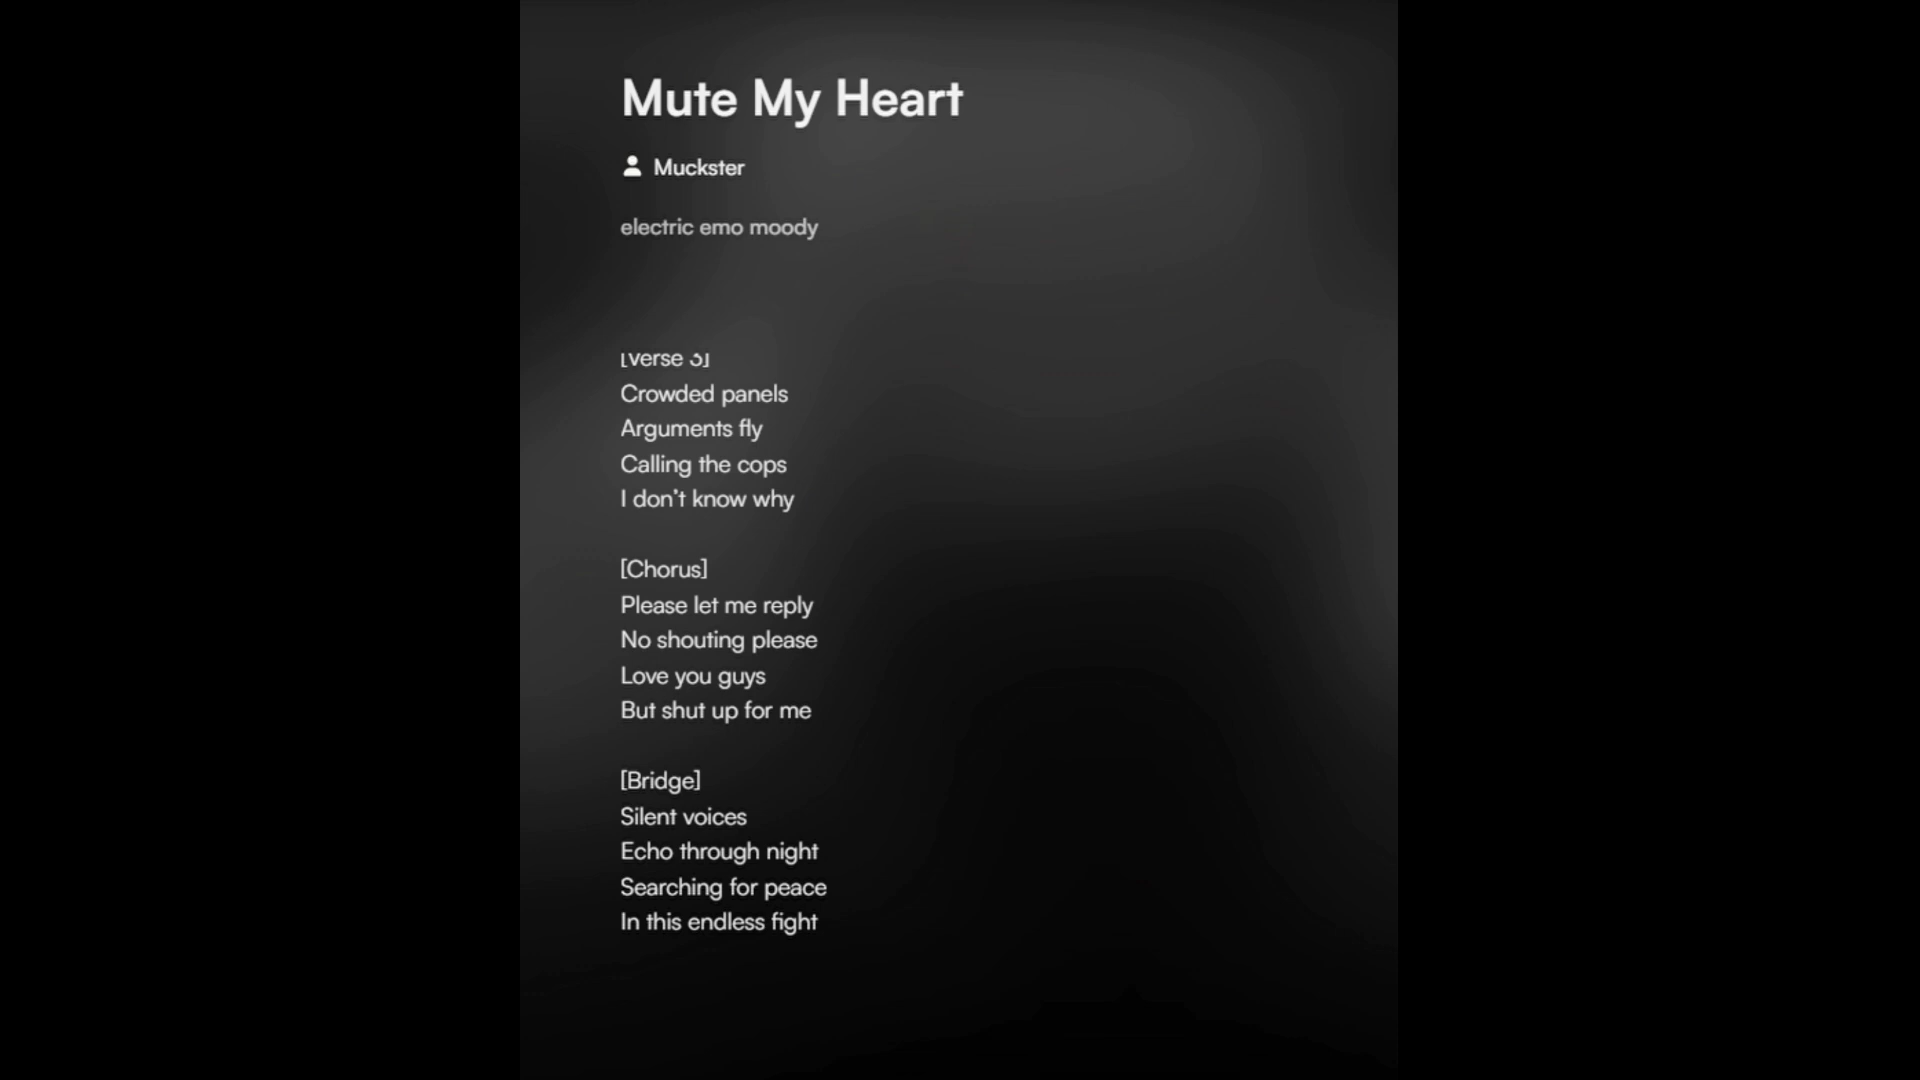 Mute My Heart
Muckster
electric emo moody
[Verse 3]
Crowded panels
Arguments fly
Calling the cops
I don't know why
[Chorus]
Please let me reply
No shouting please
Love you guys
But shut up for me
[Bridge]
Silent voices
Echo through night
Searching for peace
In this endless fight